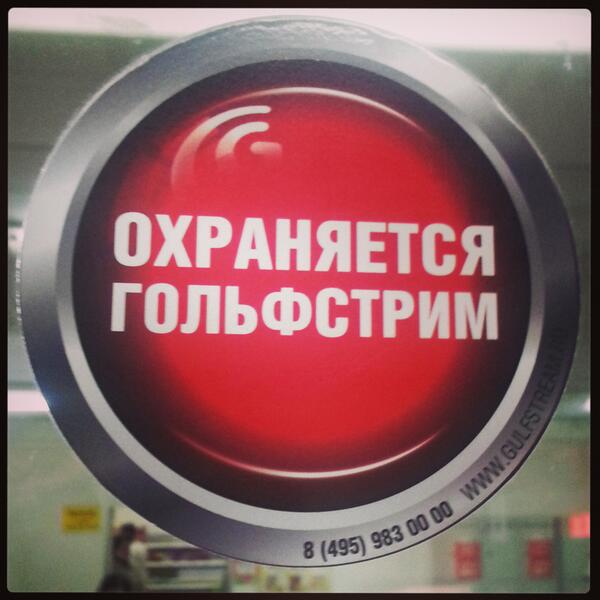 ОХРАНЯЕТСЯ
ГОЛЬФСТРИМ
8 (495) 983 00 00
WWW.GULFSTREAM.RU